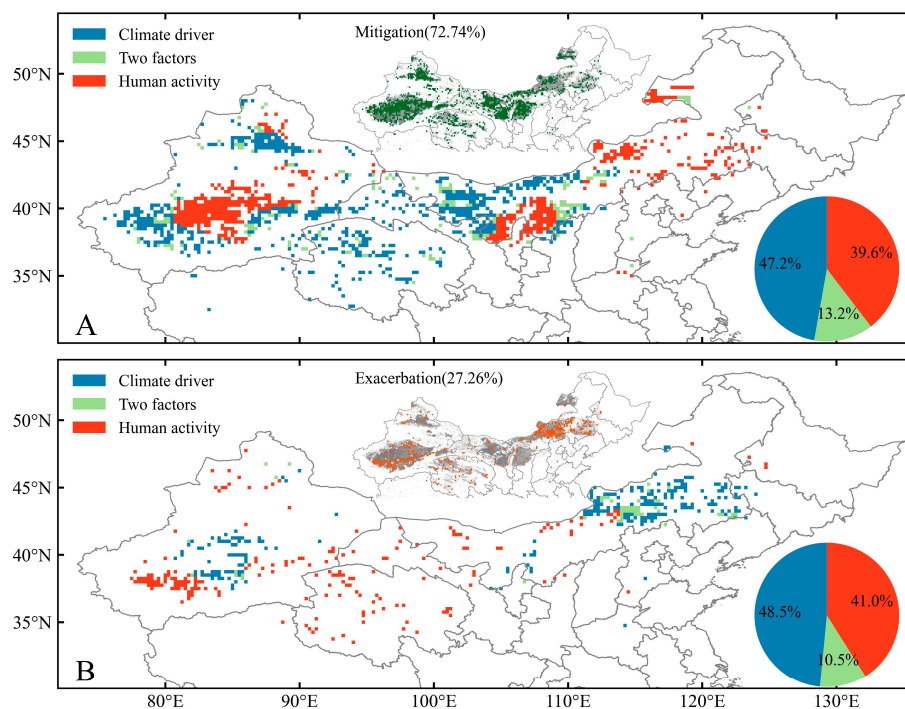 Climate driver
Two factors
Human activity
Mitigation(72.74%)
50°N
45°N
40°N
35°N
47.2%
39.6%
13.2%
A
Climate driver
Two factors
Human activity
Exacerbation(27.26%)
50°N
45°N
40°N
35°N
48.5%
41.0%
10.5%
B
80°E
90°E
100°E
110°E
120°E
130°E